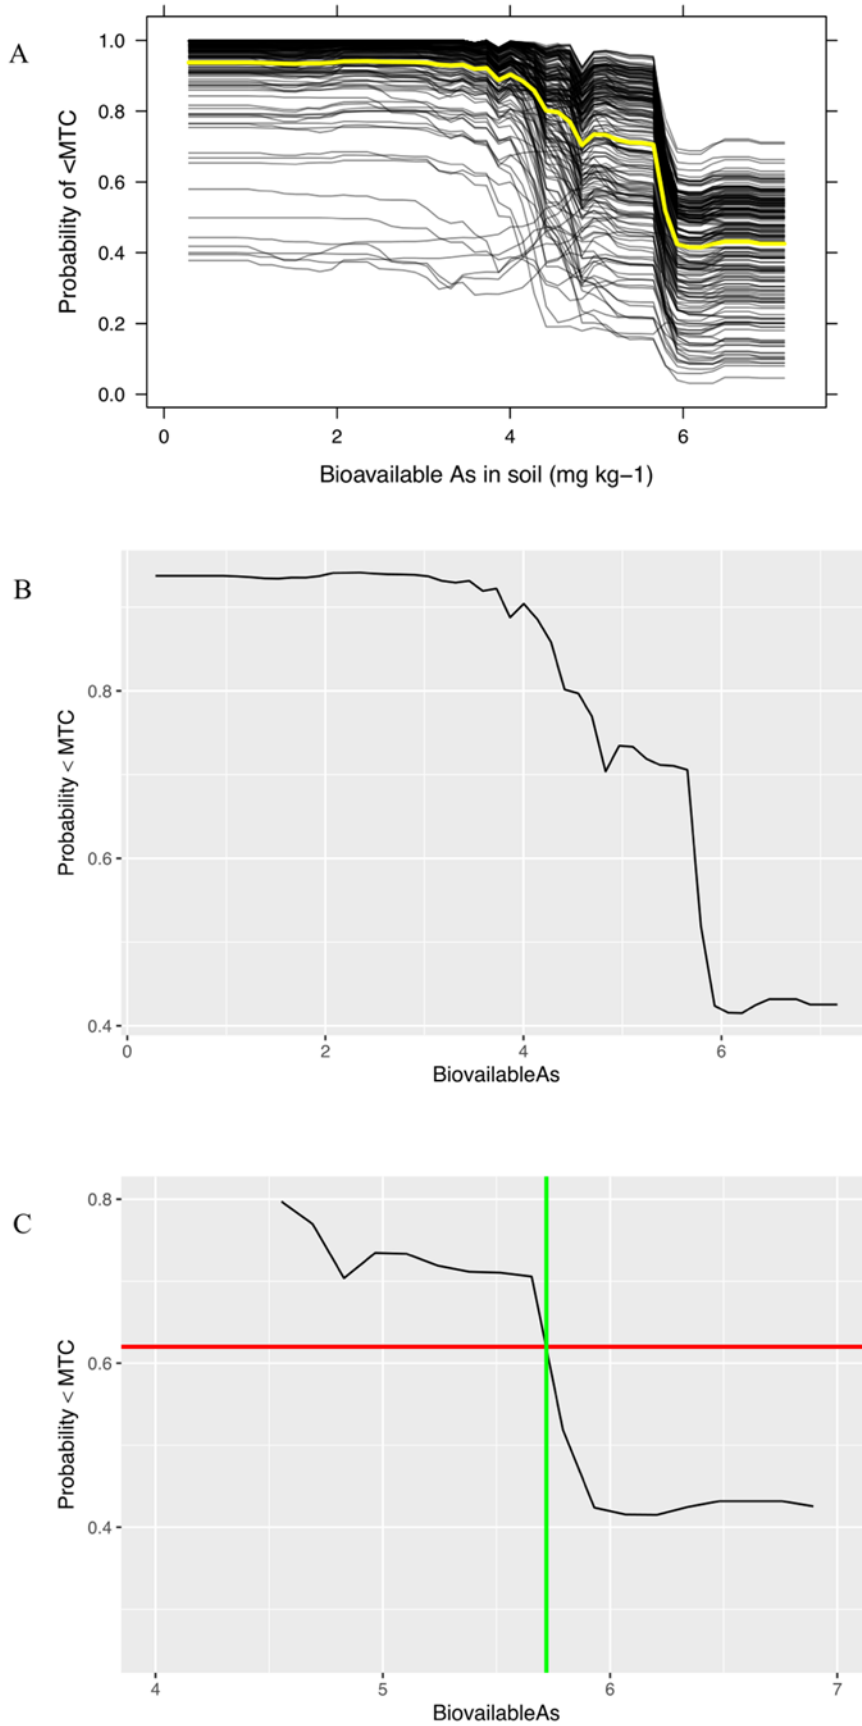 A
1.0
0.8
0.6
0.4
0.2
0.0
Probability of <MTC
0 2 4 6
Bioavailable As in soil (mg kg−1)
B
0.8
0.6
0.4
Probability < MTC
0 2 4 6
BiovailableAs
C
0.8
0.6
0.4
Probability < MTC
4 5 6 7
BiovailableAs